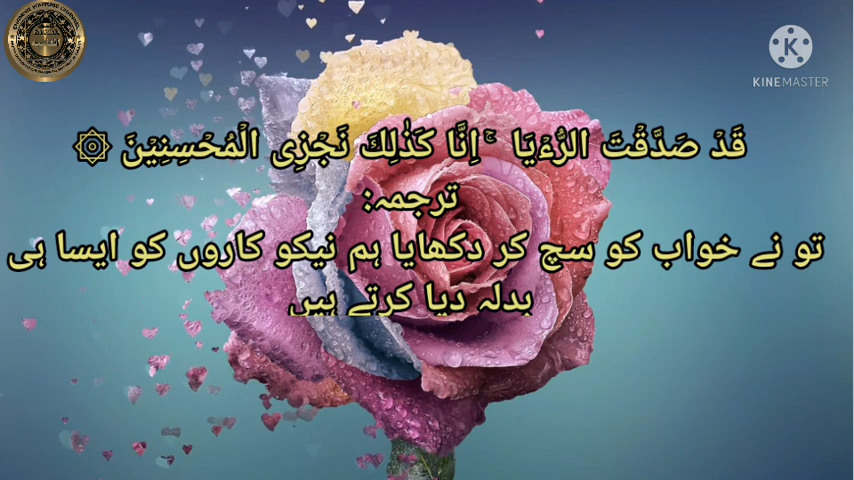 KINEMASTER
قَدۡ صَدَّقۡتَ الرُّءۡیَا ۚ اِنَّا کَذٰلِکَ نَجۡزِی الۡمُحۡسِنِیۡنَ ۞
ترجمہ:
تو نے خواب کو سچ کر دکھایا ہم نیکو کاروں کو ایسا ہی
بدلہ دیا کرتے ہیں